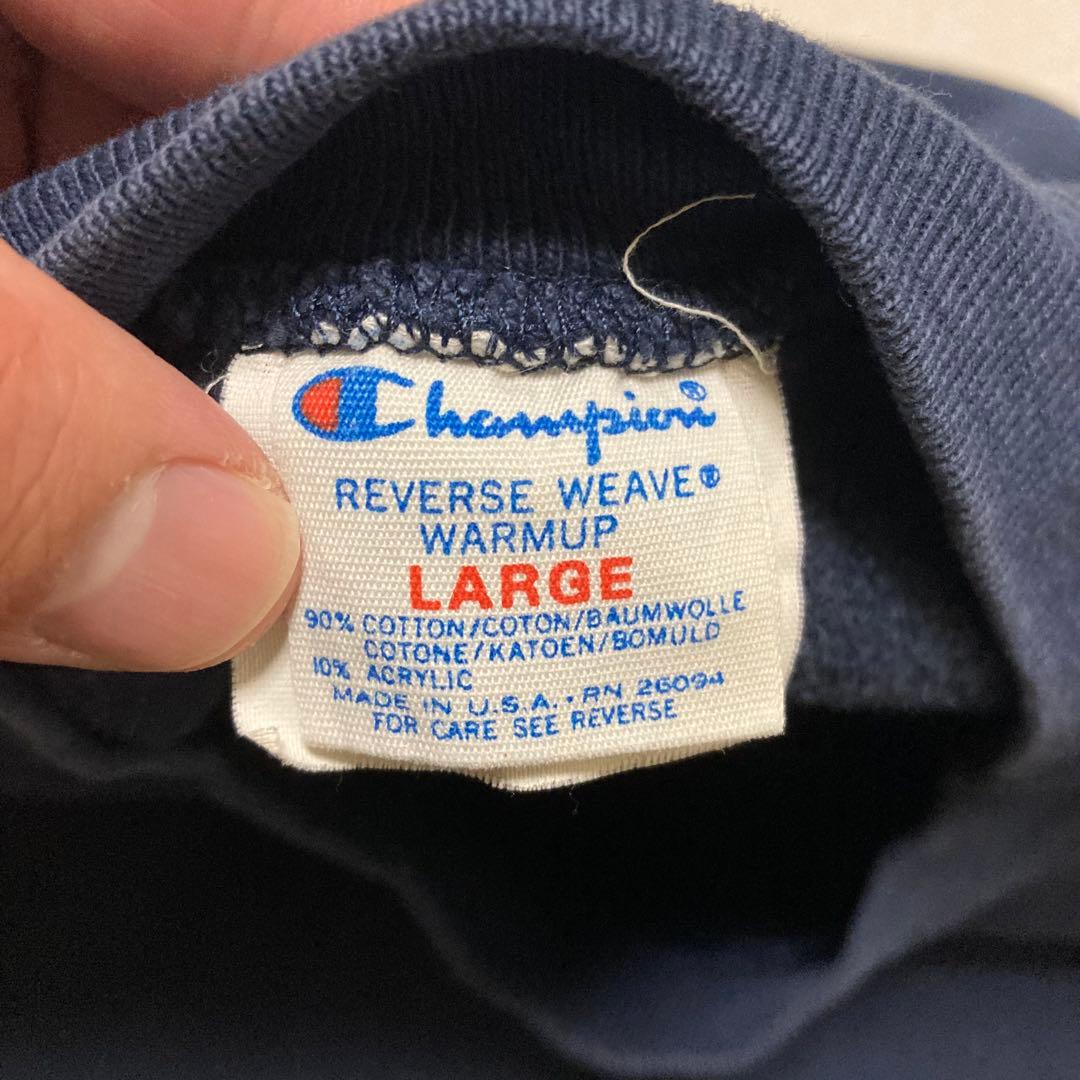 Champion®
REVERSE WEAVE®
WARMUP
LARGE
90% COTTON/COTON/BAUMWOLLE
COTONE/KATOEN/BOMULD
10% ACRYLIC
MADE IN U.S.A. • RN 26094
FOR CARE SEE REVERSE